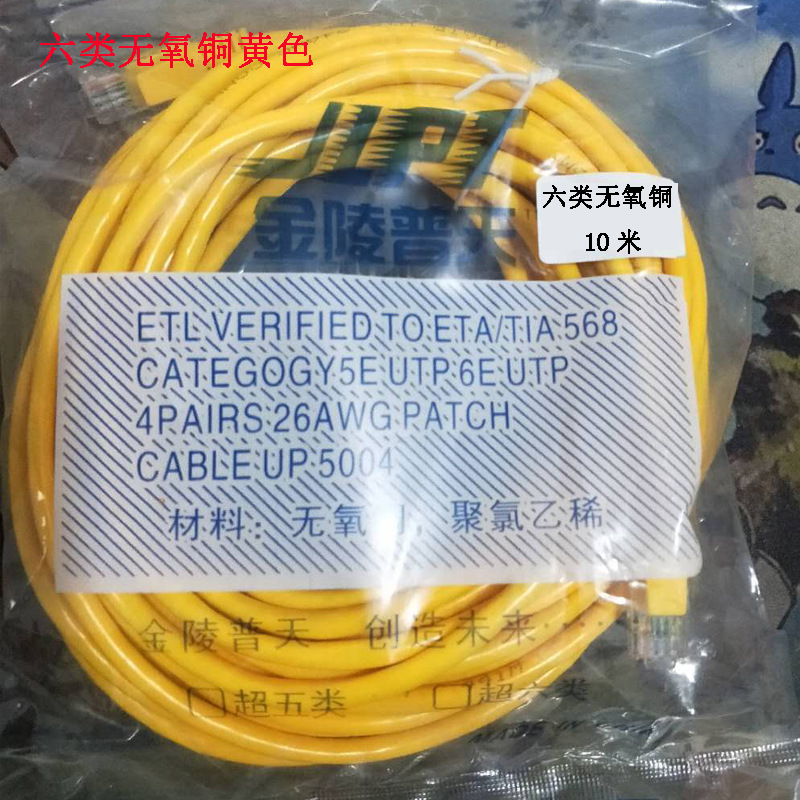 六类无氧铜黄色
JLPT
金陵普天
六类无氧铜
10 米
ETL VERIFIED TO ETA/TIA 568
CATEGOGY 5E UTP 6E UTP
4PAIRS 26AWG PATCH
CABLE UP 5004
材料: 无氧 聚氯乙稀
金陵普天 创造未来
超五类 超六类
MADE IN